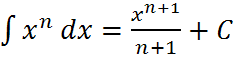 ∫ xⁿ dx = xⁿ⁺¹/n+1 + C